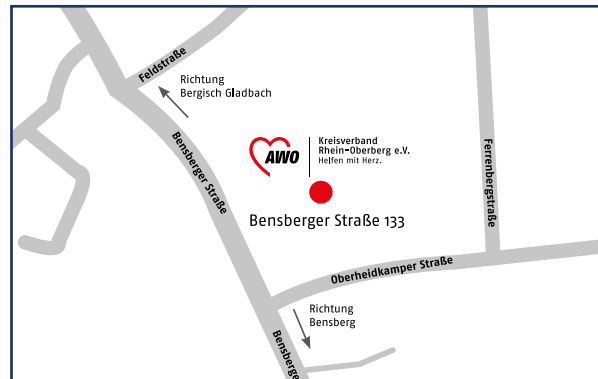 Feldstraße
Richtung
Bergisch Gladbach
Bensberger Straße
AWO
Kreisverband
Rhein-Oberberg e.V.
Helfen mit Herz.
Ferrenbergstraße
Bensberger Straße 133
Oberheidkamper Straße
Richtung
Bensberg
Bensberger